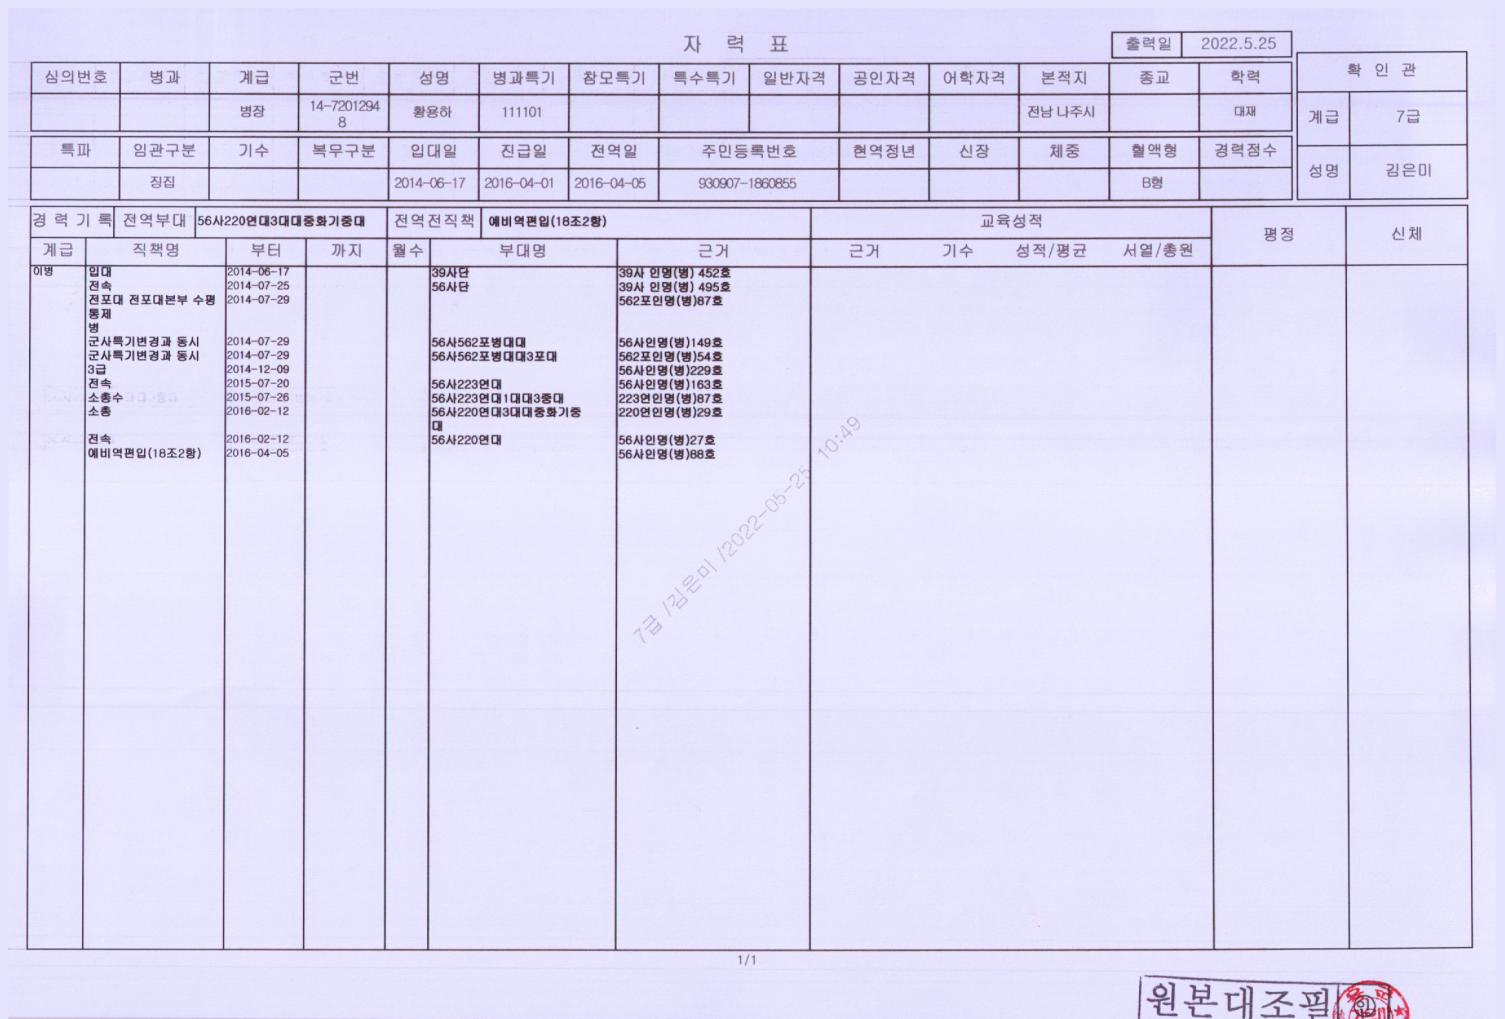 자 력 표
출력일 2022.5.25
심의번호 병과 계급 군번 성명 병과특기 참모특기 특수특기 일반자격 공인자격 어학자격 본적지 종교 학력
병장 14-7201294 황용하 111101 전남 나주시 대재
8
확 인 관
계급 7급
성명 김은미
특파 임관구분 기수 복무구분 입대일 진급일 전역일 주민등록번호 현역정년 신장 체중 혈액형 경력점수
징집 2014-06-17 2016-04-01 2016-04-05 930907-1860855 B형
경 력 기 록 전역부대 56사220연대3대대중화기중대 전역전직책 예비역편입(18조2항) 교육성적 평정 신체
계급 직책명 부터 까지 월수 부대명 근거 근거 기수 성적/평균 서열/총원
이병 입대 2014-06-17 39사단 39사 인명(병) 452호
전속 2014-07-25 56사단 39사 인명(병) 495호
전포대 전포대본부 수평 2014-07-29 562포인명(병)87호
통제
병
군사특기변경과 동시 2014-07-29 56사562포병대대 56사인명(병)149호
군사특기변경과 동시 2014-07-29 56사562포병대대3포대 562포인명(병)54호
3급 2014-12-09 56사인명(병)229호
전속 2015-07-20 56사223연대 56사인명(병)163호
소총수 2015-07-26 56사223연대1대대3중대 223연인명(병)87호
소총 2016-02-12 56사220연대3대대중화기중 220연인명(병)29호
대
전속 2016-02-12 56사220연대 56사인명(병)27호
예비역편입(18조2항) 2016-04-05 56사인명(병)88호
7급 /김은미 /2022-05-25 10:49
1/1
원본대조필